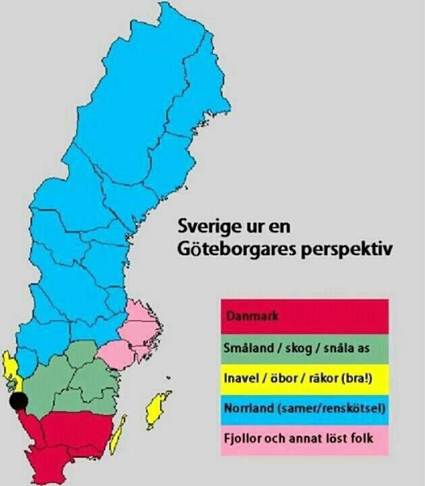 Sverige ur en
Göteborgares perspektiv
Danmark
Småland / skog / snåla as
Inavel / öbor / räkor (bra!)
Norrland (samer/renskötsel)
Fjollor och annat löst folk